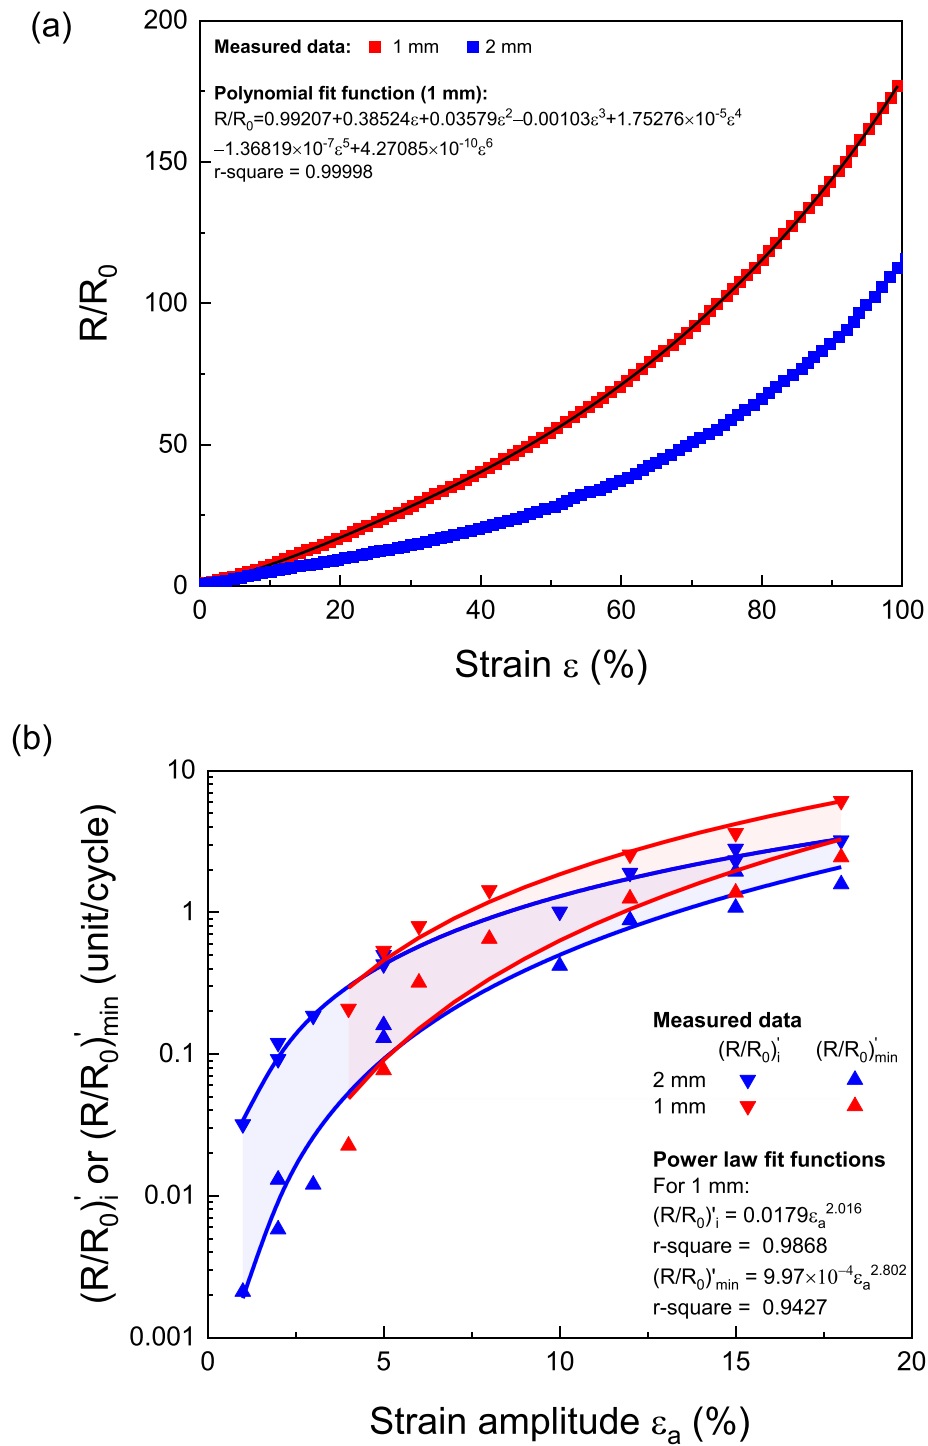 (a)
200
150
100
50
0
R/R₀
Measured data: 1 mm 2 mm
Polynomial fit function (1 mm):
R/R₀=0.99207+0.38524ε+0.03579ε²−0.00103ε³+1.75276×10⁻⁵ε⁴
−1.36819×10⁻⁷ε⁵+4.27085×10⁻¹⁰ε⁶
r-square = 0.99998
0 20 40 60 80 100
Strain ε (%)
(b)
10
1
0.1
0.01
0.001
(R/R₀)'ᵢ or (R/R₀)'ₘᵢₙ (unit/cycle)
Measured data
(R/R₀)'ᵢ (R/R₀)'ₘᵢₙ
2 mm
1 mm
Power law fit functions
For 1 mm:
(R/R₀)'ᵢ = 0.0179εₐ²·⁰¹⁶
r-square = 0.9868
(R/R₀)'ₘᵢₙ = 9.97×10⁻⁴εₐ²·⁸⁰²
r-square = 0.9427
0 5 10 15 20
Strain amplitude εₐ (%)